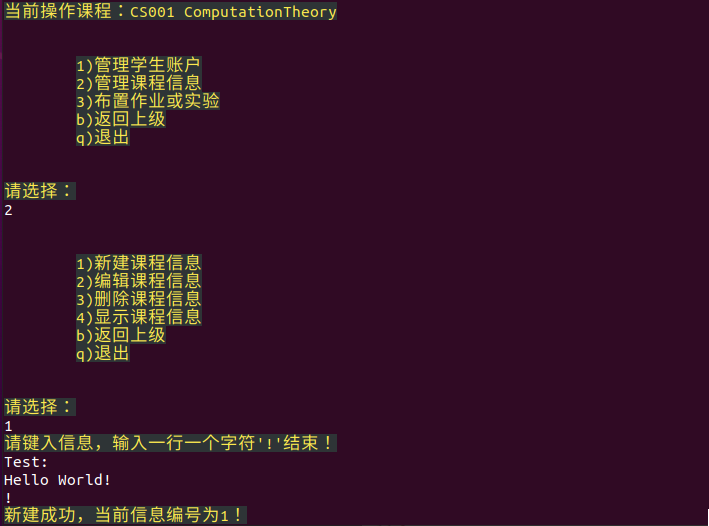 当前操作课程：CS001 ComputationTheory
1)管理学生账户
2)管理课程信息
3)布置作业或实验
b)返回上级
q)退出
请选择：
2
1)新建课程信息
2)编辑课程信息
3)删除课程信息
4)显示课程信息
b)返回上级
q)退出
请选择：
1
请键入信息，输入一行一个字符'!'结束！
Test:
Hello World!
!
新建成功，当前信息编号为1！